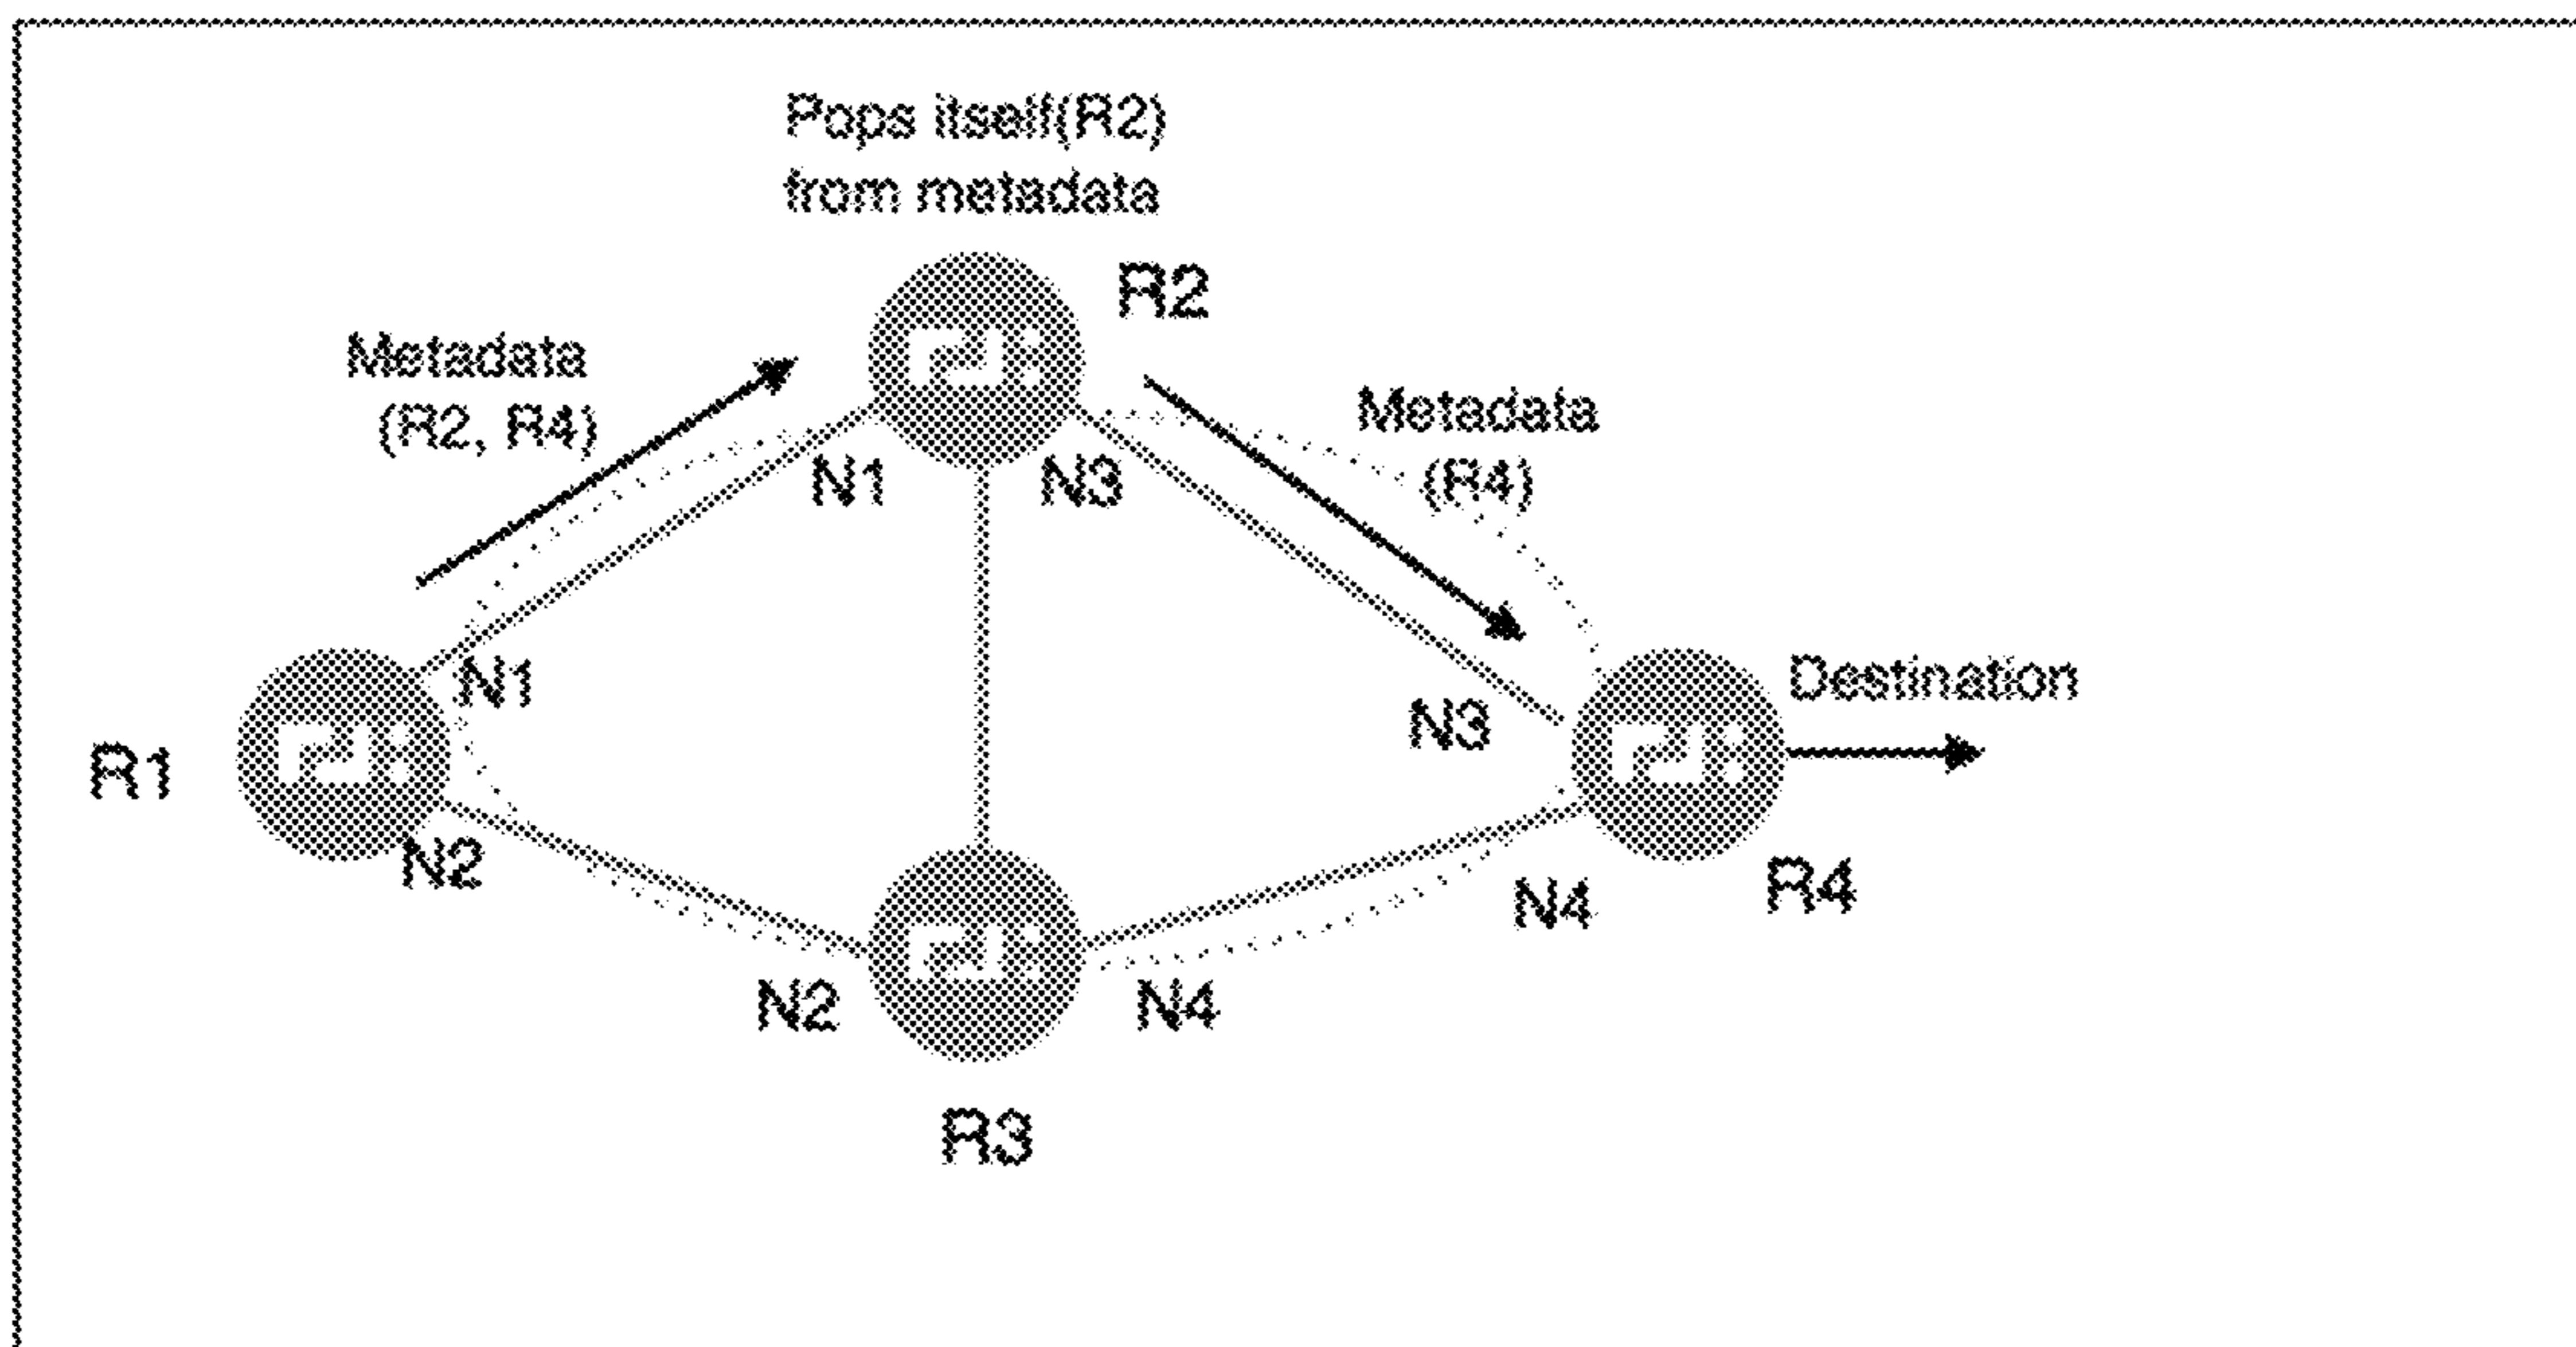 Pops itself(R2)
from metadata
R2
Metadata
(R2, R4)
Metadata
(R4)
N1
N3
N1
Destination
N3
R1
N2
N4
R4
N2
N4
R3